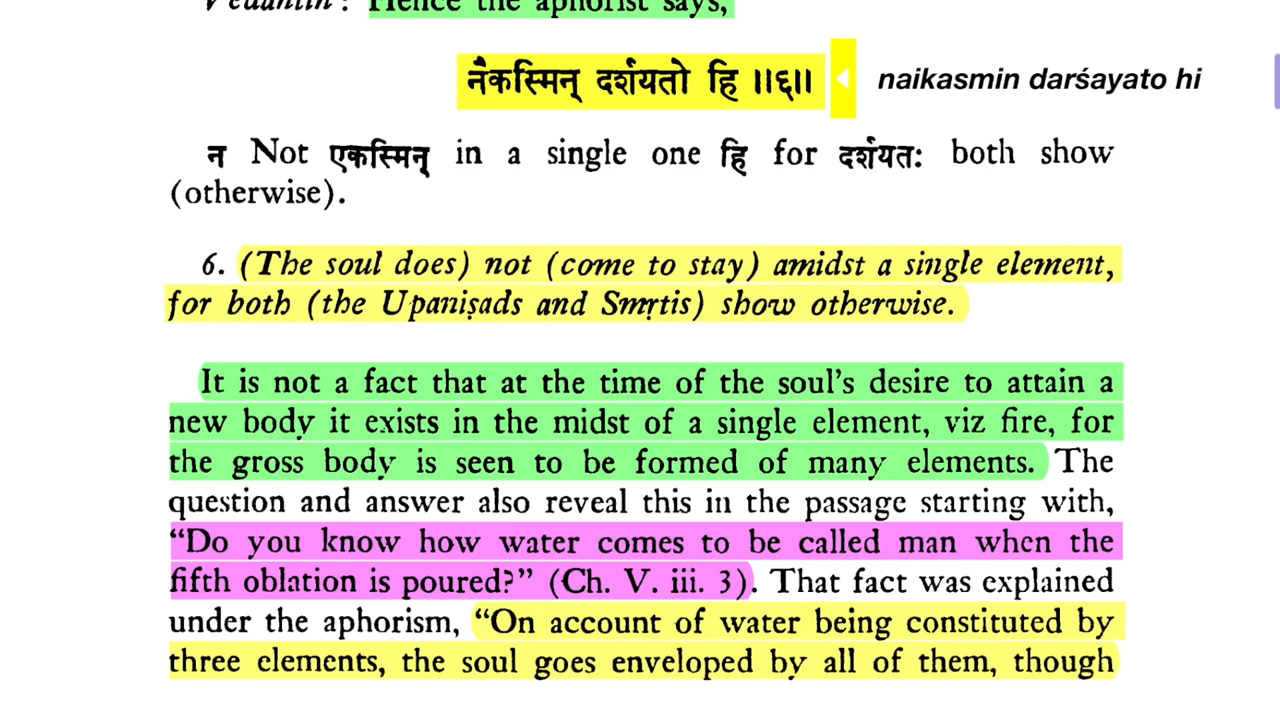 Vedāntin: Hence the aphorist says,
नैकस्मिन् दर्शयतो हि ॥६॥ naikasmin darśayato hi
न Not एकस्मिन् in a single one हि for दर्शयत: both show
(otherwise).
6. (The soul does) not (come to stay) amidst a single element,
for both (the Upaniṣads and Smṛtis) show otherwise.
It is not a fact that at the time of the soul's desire to attain a
new body it exists in the midst of a single element, viz fire, for
the gross body is seen to be formed of many elements. The
question and answer also reveal this in the passage starting with,
“Do you know how water comes to be called man when the
fifth oblation is poured?” (Ch. V. iii. 3). That fact was explained
under the aphorism, “On account of water being constituted by
three elements, the soul goes enveloped by all of them, though